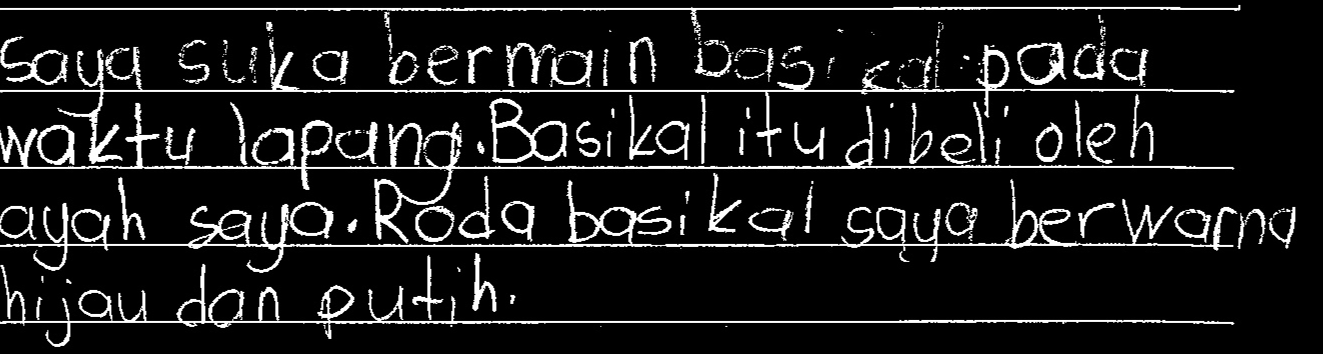 saya suka bermain basikal pada
waktu lapang. Basikal itu dibeli oleh
ayah saya. Roda basikal saya berwarna
hijau dan putih.